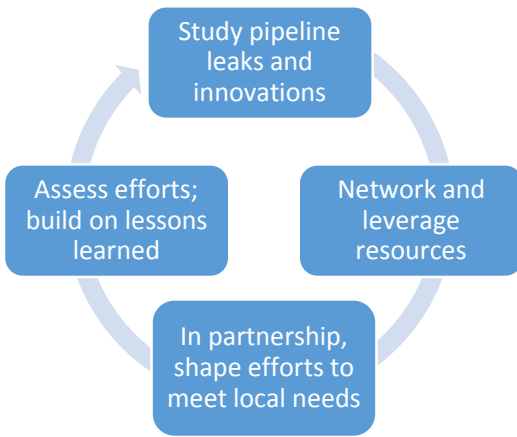 Study pipeline
leaks and
innovations
Network and
leverage
resources
In partnership,
shape efforts to
meet local needs
Assess efforts;
build on lessons
learned